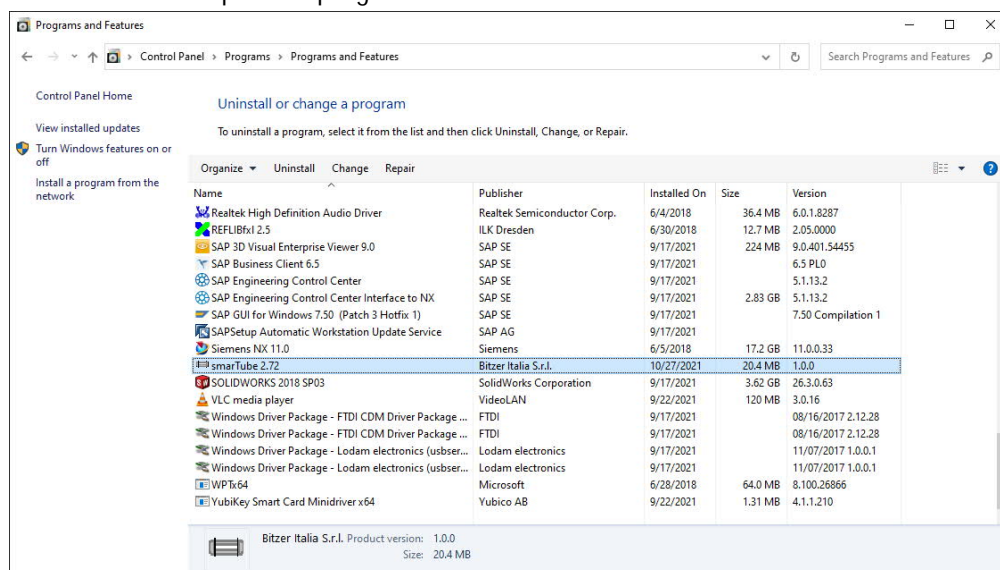 Programs and Features
Control Panel > Programs > Programs and Features
Search Programs and Features
Control Panel Home
View installed updates
Turn Windows features on or
off
Install a program from the
network
Uninstall or change a program
To uninstall a program, select it from the list and then click Uninstall, Change, or Repair.
Organize Uninstall Change Repair
Name Publisher Installed On Size Version
Realtek High Definition Audio Driver Realtek Semiconductor Corp. 6/4/2018 36.4 MB 6.0.1.8287
REFLIBfxl 2.5 ILK Dresden 6/30/2018 12.7 MB 2.05.0000
SAP 3D Visual Enterprise Viewer 9.0 SAP SE 9/17/2021 224 MB 9.0.401.54455
SAP Business Client 6.5 SAP SE 9/17/2021 6.5 PL0
SAP Engineering Control Center SAP SE 9/17/2021 5.1.13.2
SAP Engineering Control Center Interface to NX SAP SE 9/17/2021 2.83 GB 5.1.13.2
SAP GUI for Windows 7.50 (Patch 3 Hotfix 1) SAP SE 9/17/2021 7.50 Compilation 1
SAPSetup Automatic Workstation Update Service SAP AG 9/17/2021
Siemens NX 11.0 Siemens 6/5/2018 17.2 GB 11.0.0.33
smarTube 2.72 Bitzer Italia S.r.l. 10/27/2021 20.4 MB 1.0.0
SOLIDWORKS 2018 SP03 SolidWorks Corporation 9/17/2021 3.62 GB 26.3.0.63
VLC media player VideoLAN 9/22/2021 120 MB 3.0.16
Windows Driver Package - FTDI CDM Driver Package ... FTDI 9/17/2021 08/16/2017 2.12.28
Windows Driver Package - FTDI CDM Driver Package ... FTDI 9/17/2021 08/16/2017 2.12.28
Windows Driver Package - Lodam electronics (usbser... Lodam electronics 9/17/2021 11/07/2017 1.0.0.1
Windows Driver Package - Lodam electronics (usbser... Lodam electronics 9/17/2021 11/07/2017 1.0.0.1
WPTx64 Microsoft 6/28/2018 64.0 MB 8.100.26866
YubiKey Smart Card Minidriver x64 Yubico AB 9/22/2021 1.31 MB 4.1.1.210
Bitzer Italia S.r.l. Product version: 1.0.0
Size: 20.4 MB